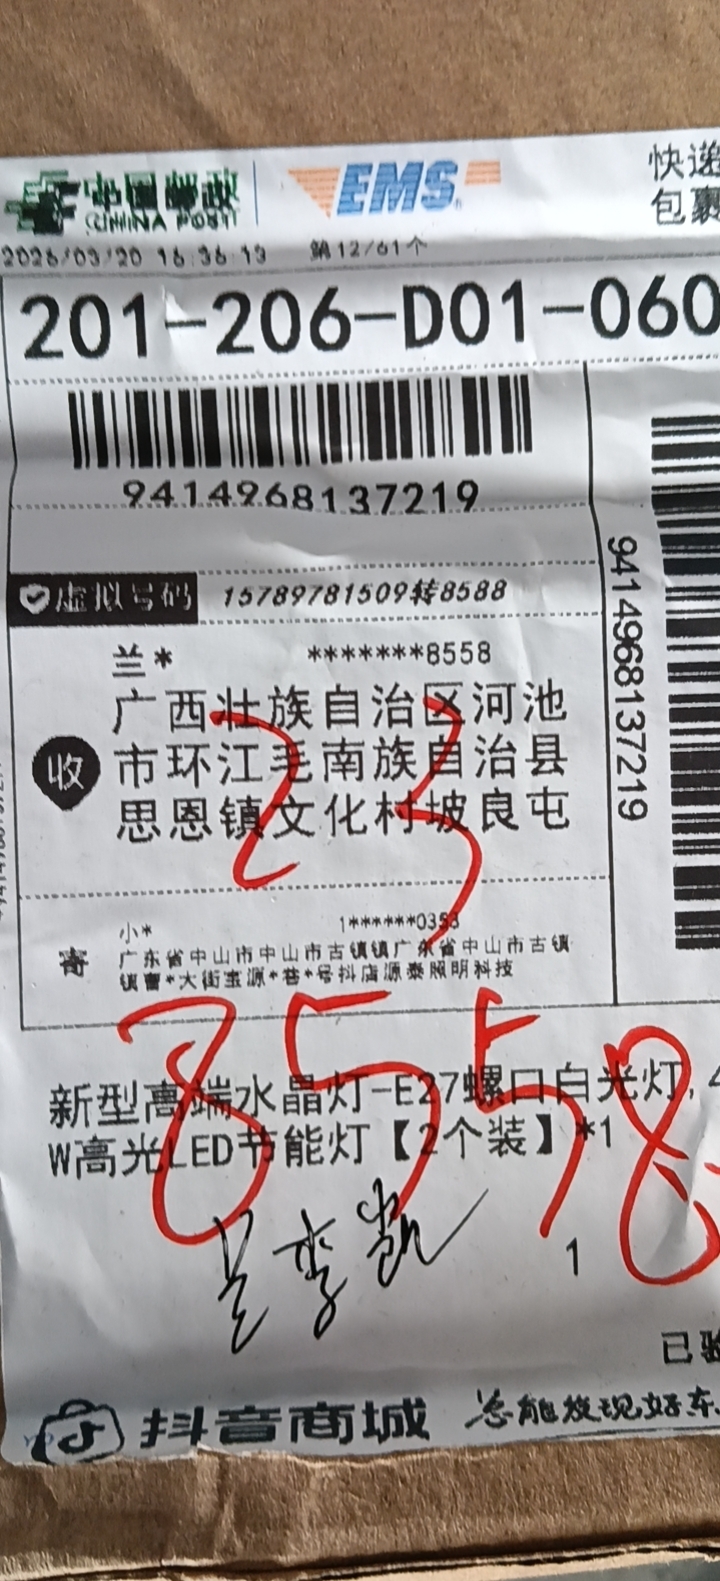 中国邮政
CHINA POST
EMS
快递
包裹
2026/03/20 16:36:13 第12/61个
201-206-D01-060
9414968137219
9414968137219
虚拟号码 15789781509转8588
兰* *******8558
收
广西壮族自治区河池
市环江毛南族自治县
思恩镇文化村坡良屯
23
小* 1******0353
寄
广东省中山市中山市古镇镇广东省中山市古镇
镇曹*大街宝源*巷*号抖店源泰照明科技
8558
新型高端水晶灯-E27螺口白光灯, 4
W高光LED节能灯【2个装】*1
1
已验
抖音商城 总能发现好东